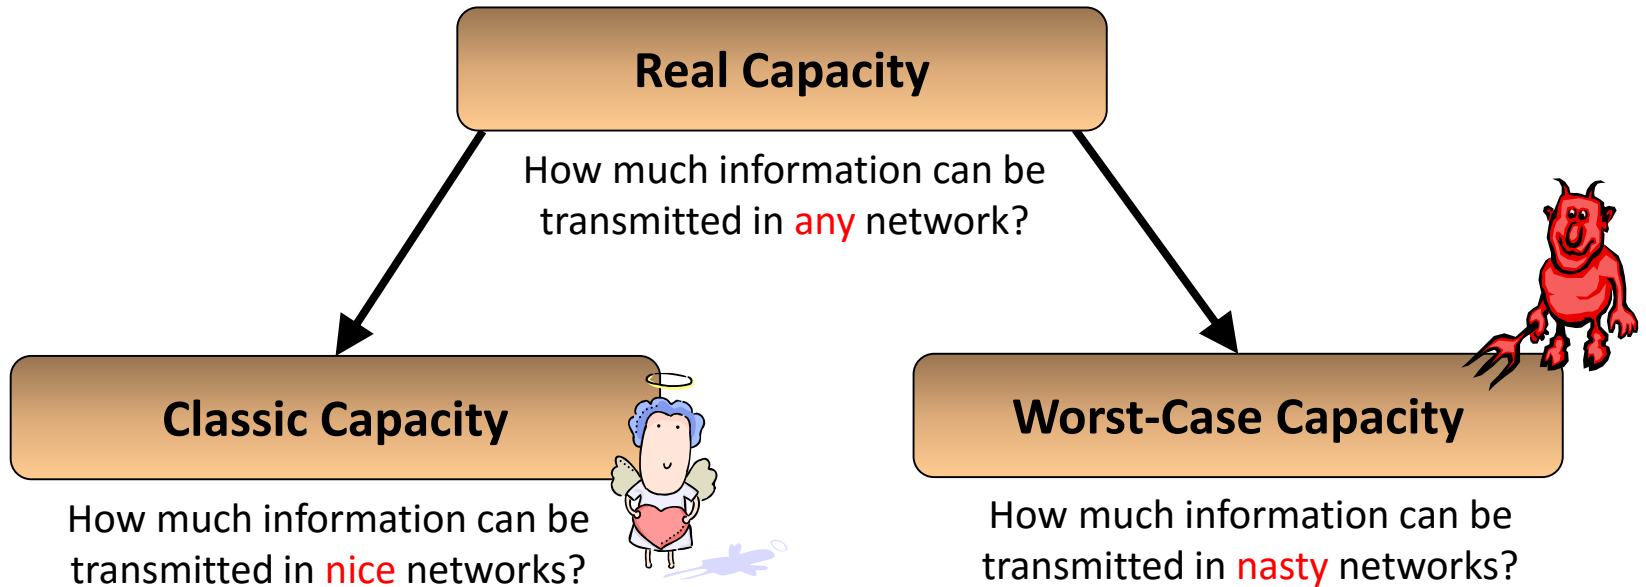 Real Capacity
How much information can be
transmitted in any network?
Classic Capacity
How much information can be
transmitted in nice networks?
Worst-Case Capacity
How much information can be
transmitted in nasty networks?